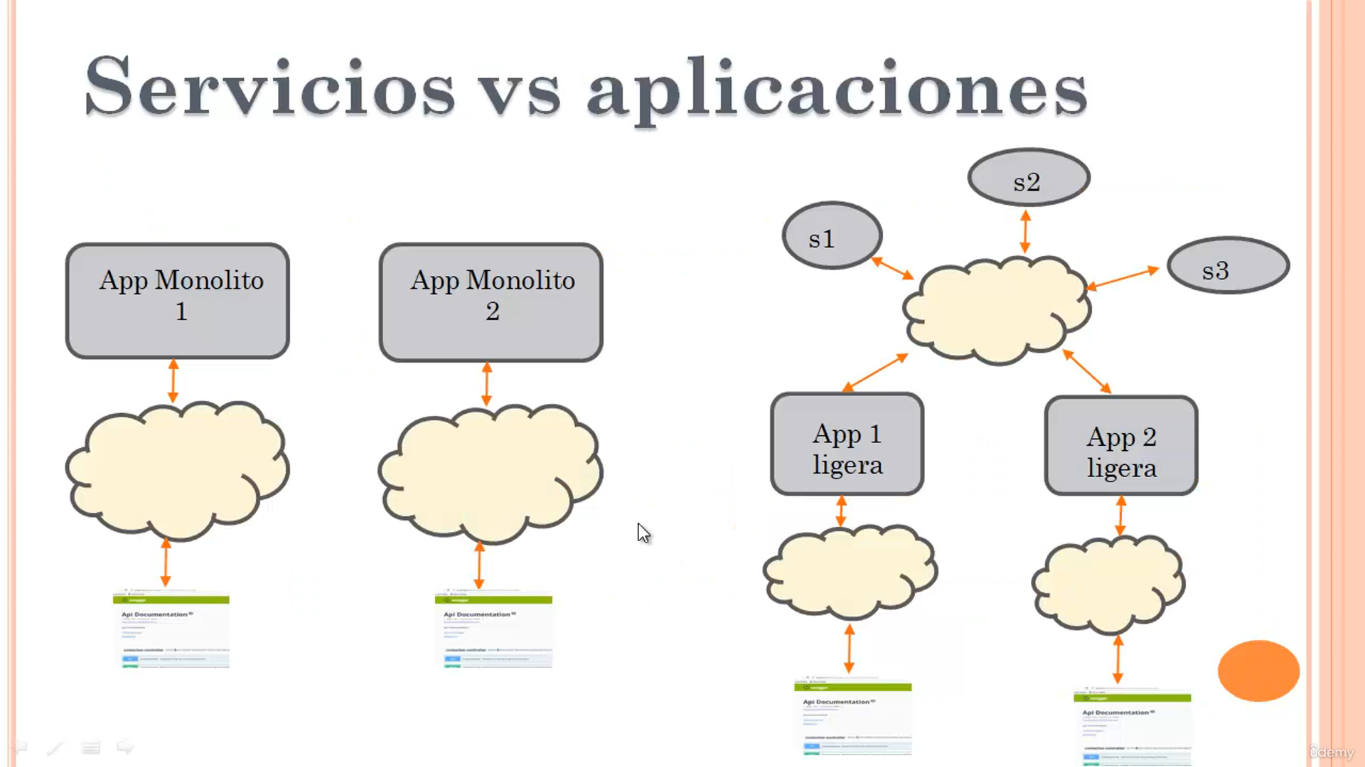 Servicios vs aplicaciones
App Monolito
1
App Monolito
2
s1
s2
s3
App 1
ligera
App 2
ligera
Api Documentation
Api Documentation
Api Documentation
Api Documentation
ûdemy